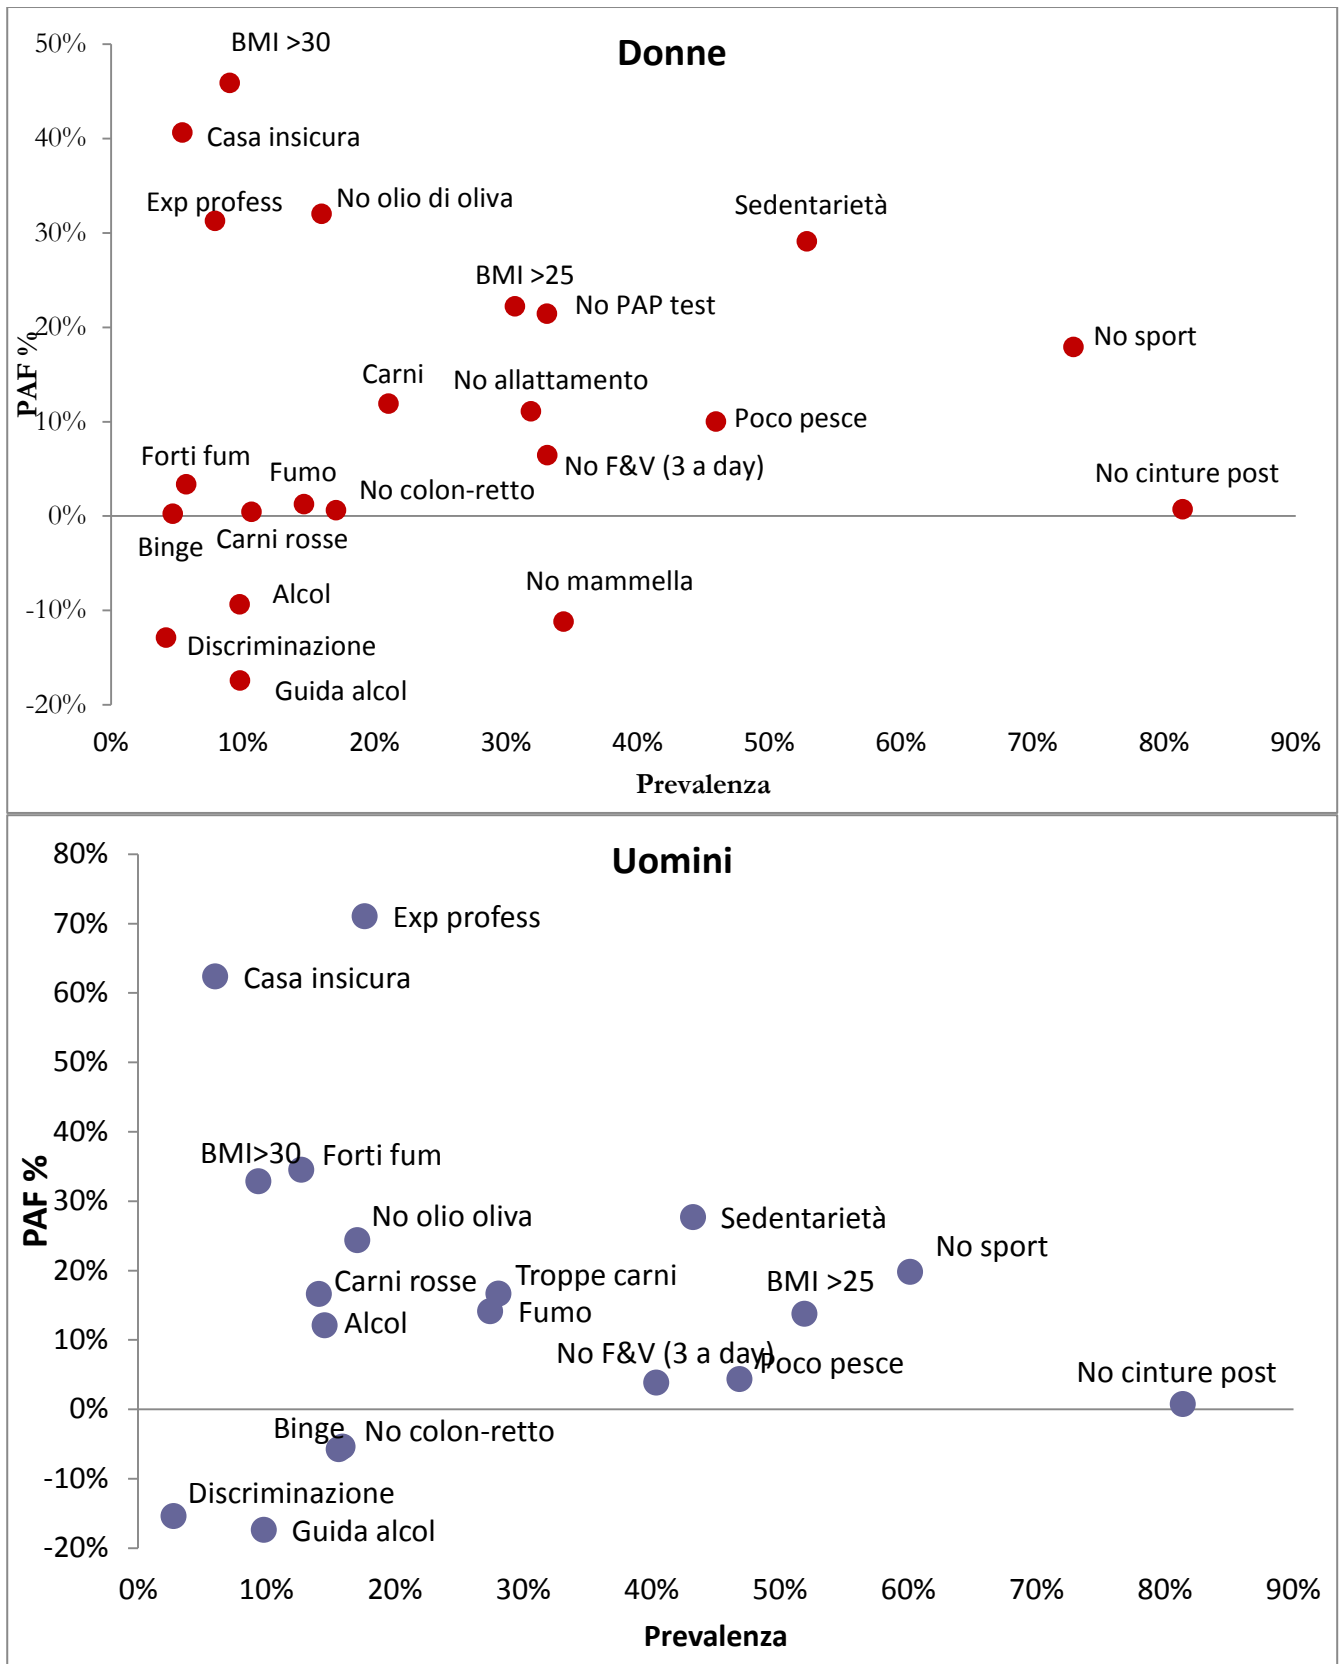 Donne
50%
BMI >30
40%
Casa insicura
Exp profess
No olio di oliva
Sedentarietà
30%
BMI >25
No PAP test
20%
No sport
PAF %
Carni
No allattamento
10%
Poco pesce
Forti fum
Fumo
No F&V (3 a day)
No colon-retto
No cinture post
0%
Binge
Carni rosse
Alcol
No mammella
-10%
Discriminazione
Guida alcol
-20%
0% 10% 20% 30% 40% 50% 60% 70% 80% 90%
Prevalenza
Uomini
80%
70%
Exp profess
60%
Casa insicura
50%
40%
BMI>30
Forti fum
30%
PAF %
No olio oliva
Sedentarietà
No sport
20%
Carni rosse
Troppe carni
BMI >25
Alcol
Fumo
10%
No F&V (3 a day)
Poco pesce
No cinture post
0%
Binge
No colon-retto
-10%
Discriminazione
Guida alcol
-20%
0% 10% 20% 30% 40% 50% 60% 70% 80% 90%
Prevalenza